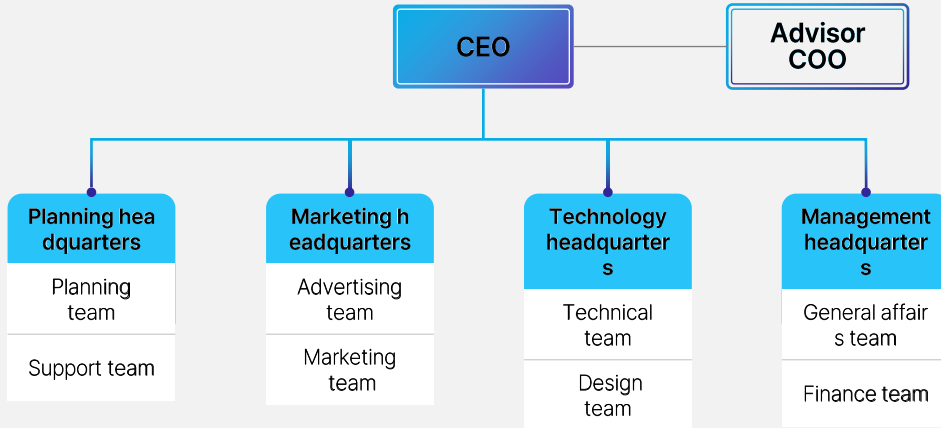 CEO
Advisor
COO
Planning hea
dquarters
Planning
team
Support team
Marketing h
eadquarters
Advertising
team
Marketing
team
Technology
headquarter
s
Technical
team
Design
team
Management
headquarter
s
General affair
s team
Finance team